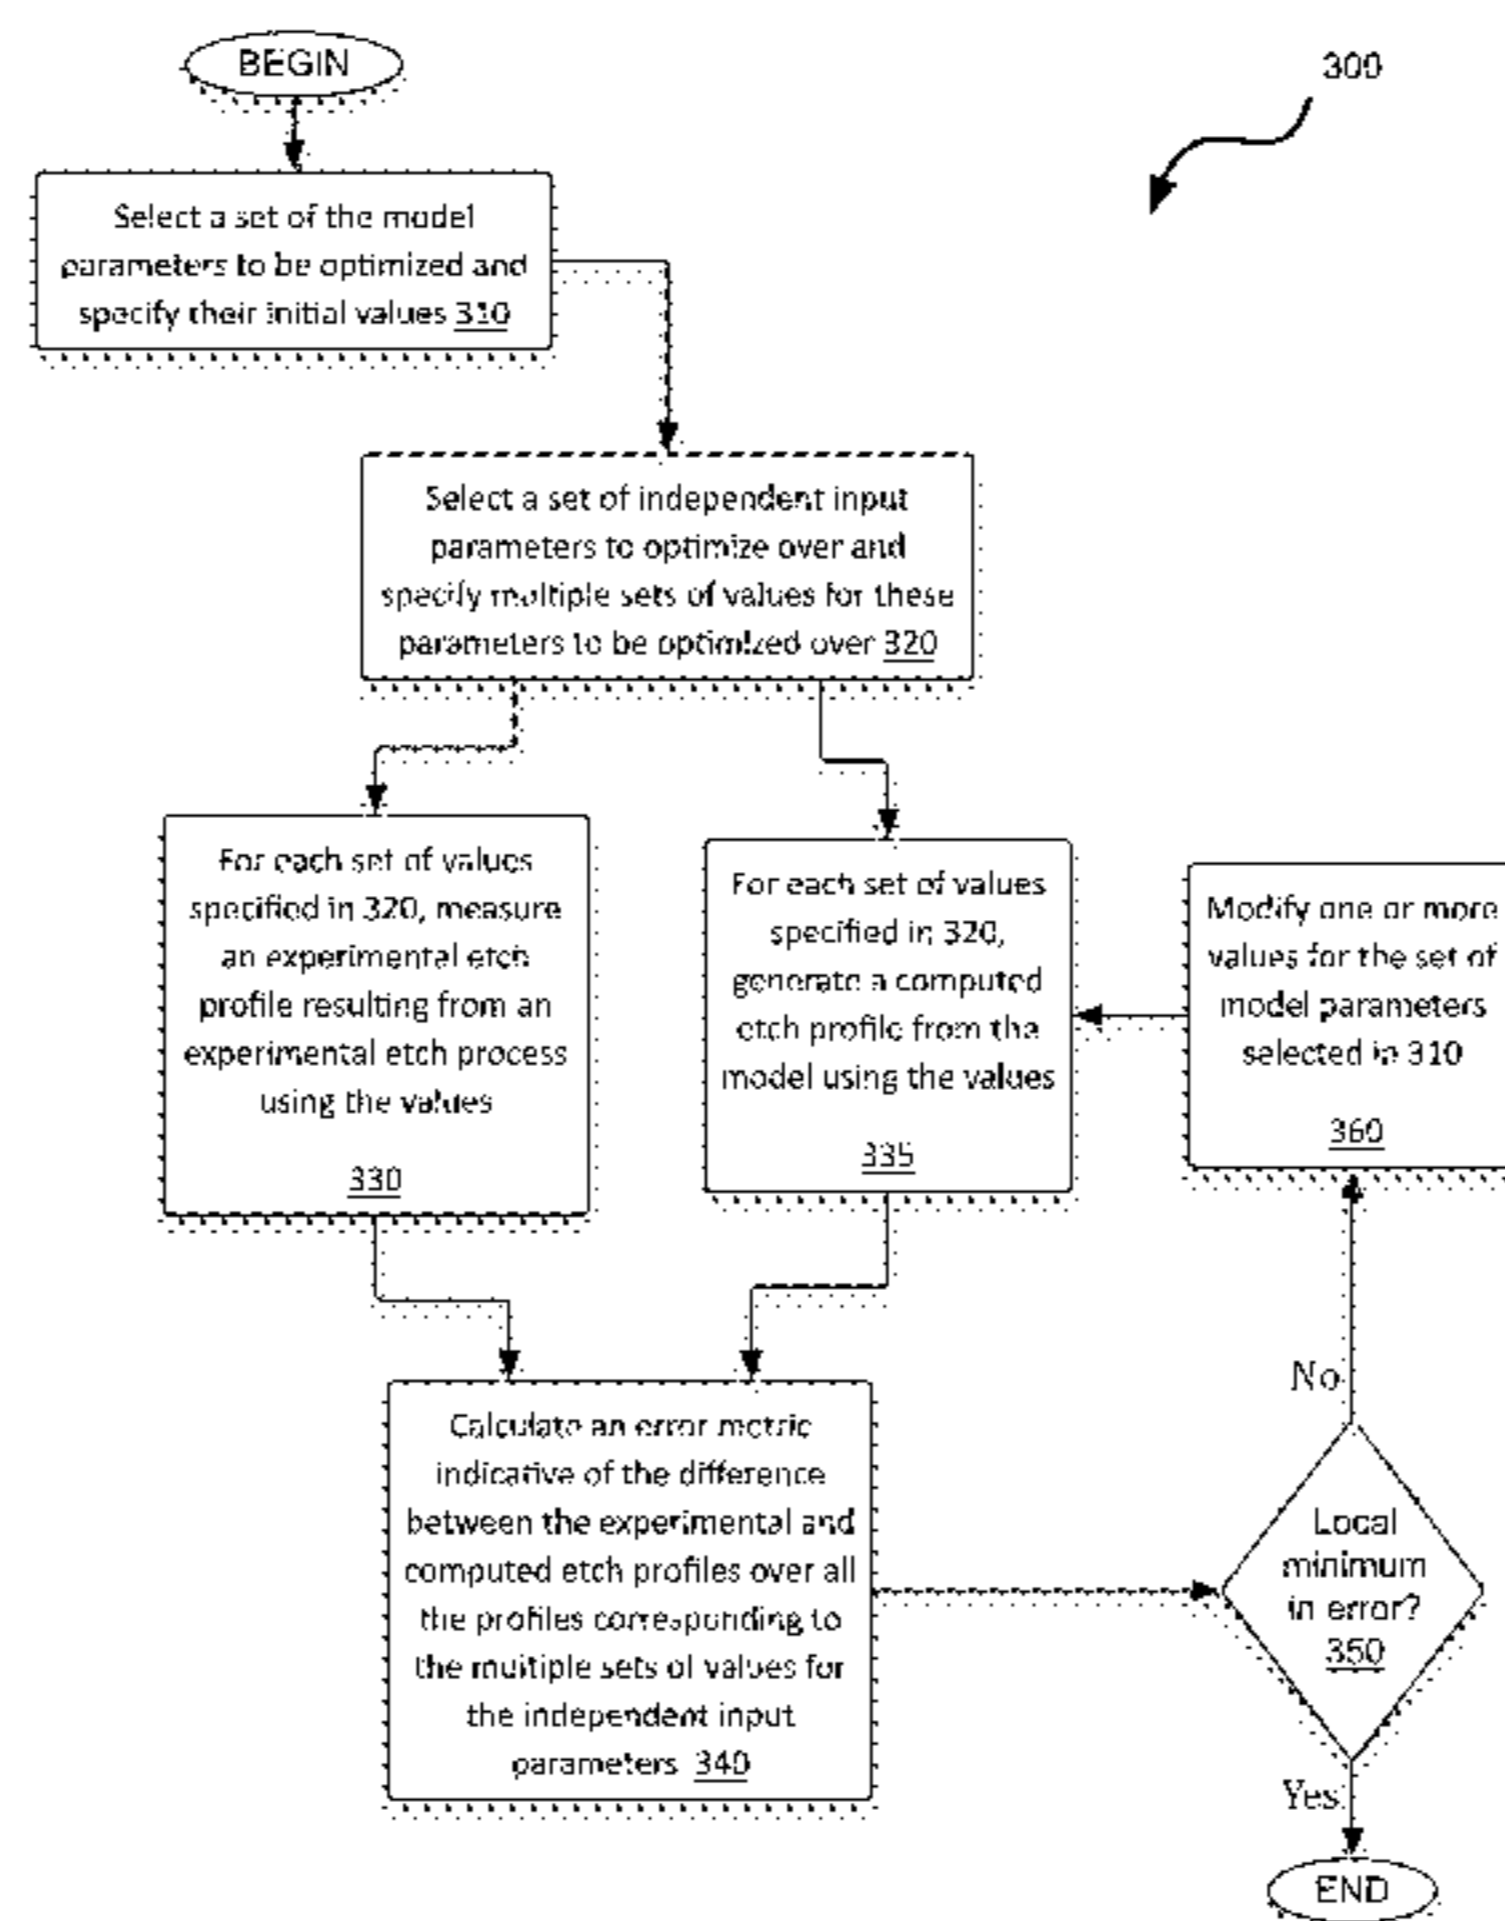 BEGIN
300
Select a set of the model
parameters to be optimized and
specify their initial values 310
Select a set of independent input
parameters to optimize over and
specify multiple sets of values for these
parameters to be optimized over 320
For each set of values
specified in 320, measure
an experimental etch
profile resulting from an
experimental etch process
using the values
330
For each set of values
specified in 320,
generate a computed
etch profile from the
model using the values
335
Modify one or more
values for the set of
model parameters
selected in 310
360
Calculate an error metric
indicative of the difference
between the experimental and
computed etch profiles over all
the profiles corresponding to
the multiple sets of values for
the independent input
parameters 340
No
Local
minimum
in error?
350
Yes
END